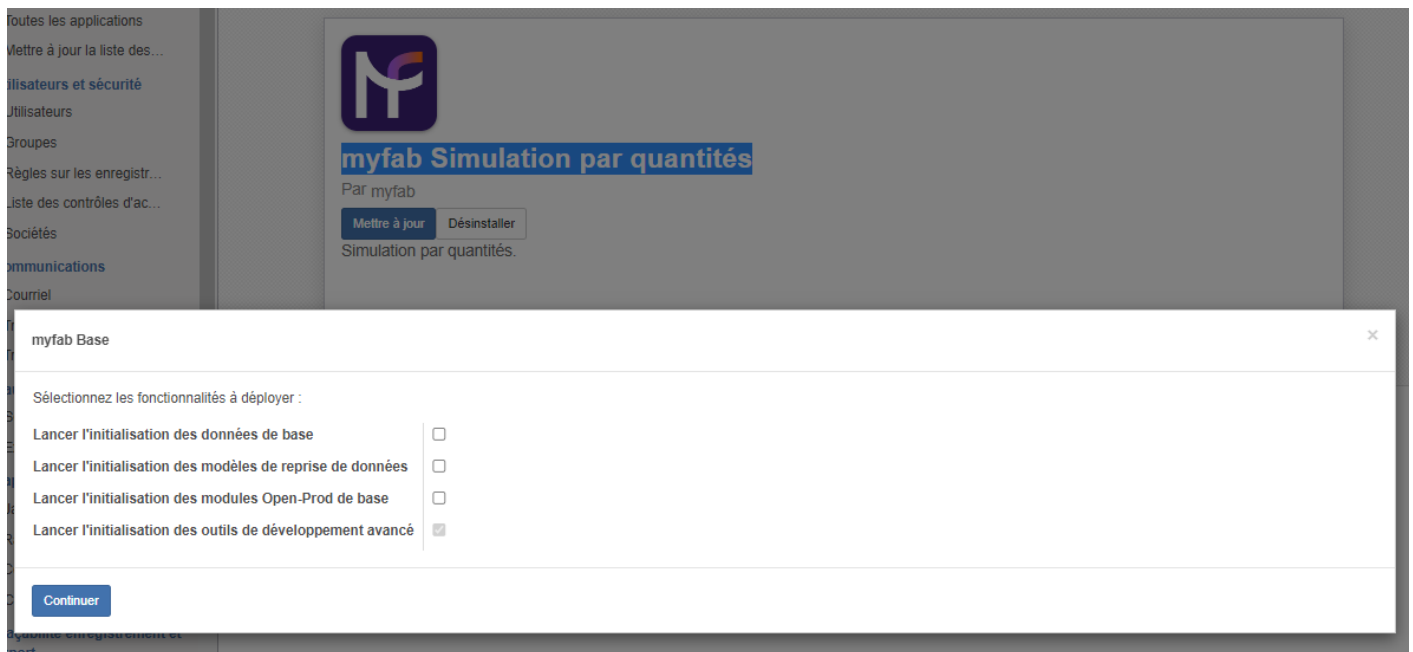 Toutes les applications
Mettre à jour la liste des…
tilisateurs et sécurité
Utilisateurs
Groupes
Règles sur les enregistr…
Liste des contrôles d'ac…
Sociétés
ommunications
Courriel
myfab Simulation par quantités
Par myfab
Mettre à jour Désinstaller
Simulation par quantités.
myfab Base ×
Sélectionnez les fonctionnalités à déployer :
Lancer l'initialisation des données de base
Lancer l'initialisation des modèles de reprise de données
Lancer l'initialisation des modules Open-Prod de base
Lancer l'initialisation des outils de développement avancé
Continuer